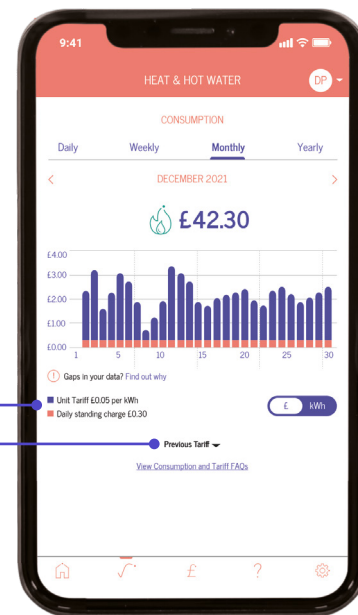 9:41
HEAT & HOT WATER
DP
CONSUMPTION
Daily Weekly Monthly Yearly
< DECEMBER 2021 >
£42.30
£4.00
£3.00
£2.00
£1.00
£0.00
1 5 10 15 20 25 30
! Gaps in your data? Find out why
Unit Tariff £0.05 per kWh
Daily standing charge £0.30
£ kWh
Previous Tariff
View Consumption and Tariff FAQs
£ ?